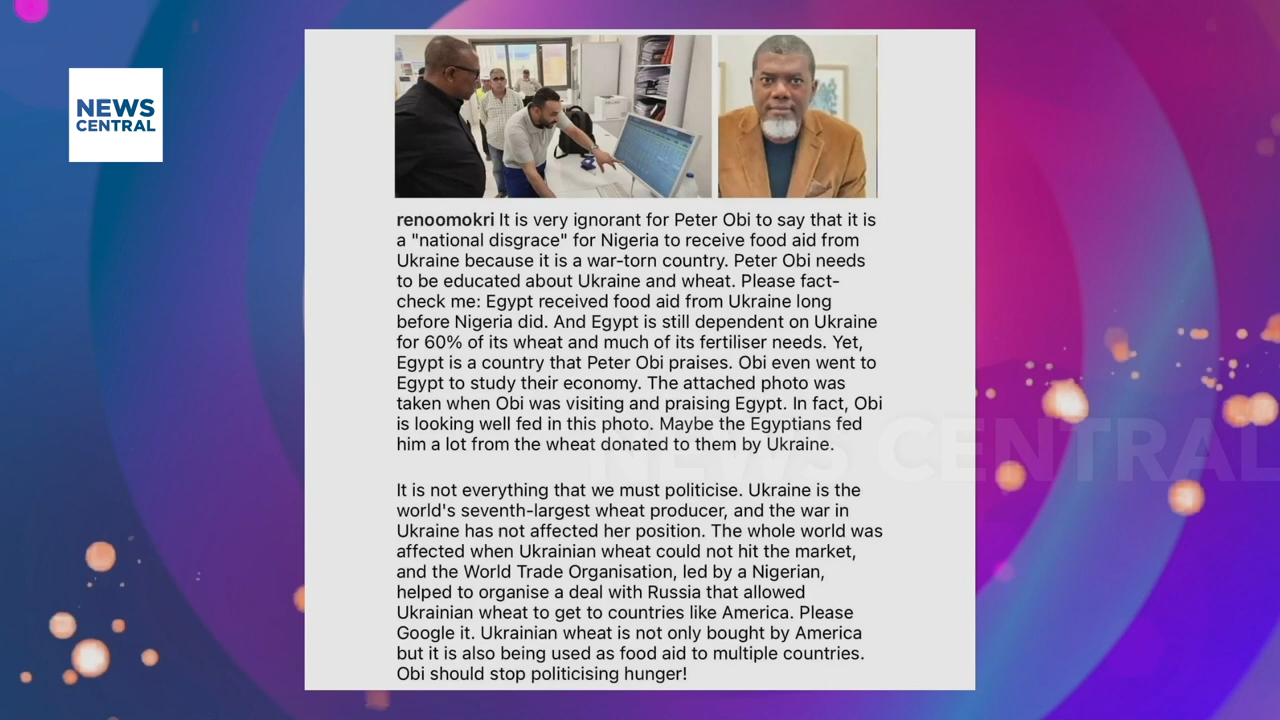 NEWS
CENTRAL
renoomokri It is very ignorant for Peter Obi to say that it is
a "national disgrace" for Nigeria to receive food aid from
Ukraine because it is a war-torn country. Peter Obi needs
to be educated about Ukraine and wheat. Please fact-
check me: Egypt received food aid from Ukraine long
before Nigeria did. And Egypt is still dependent on Ukraine
for 60% of its wheat and much of its fertiliser needs. Yet,
Egypt is a country that Peter Obi praises. Obi even went to
Egypt to study their economy. The attached photo was
taken when Obi was visiting and praising Egypt. In fact, Obi
is looking well fed in this photo. Maybe the Egyptians fed
him a lot from the wheat donated to them by Ukraine.
NEWS CENTRAL
It is not everything that we must politicise. Ukraine is the
world's seventh-largest wheat producer, and the war in
Ukraine has not affected her position. The whole world was
affected when Ukrainian wheat could not hit the market,
and the World Trade Organisation, led by a Nigerian,
helped to organise a deal with Russia that allowed
Ukrainian wheat to get to countries like America. Please
Google it. Ukrainian wheat is not only bought by America
but it is also being used as food aid to multiple countries.
Obi should stop politicising hunger!